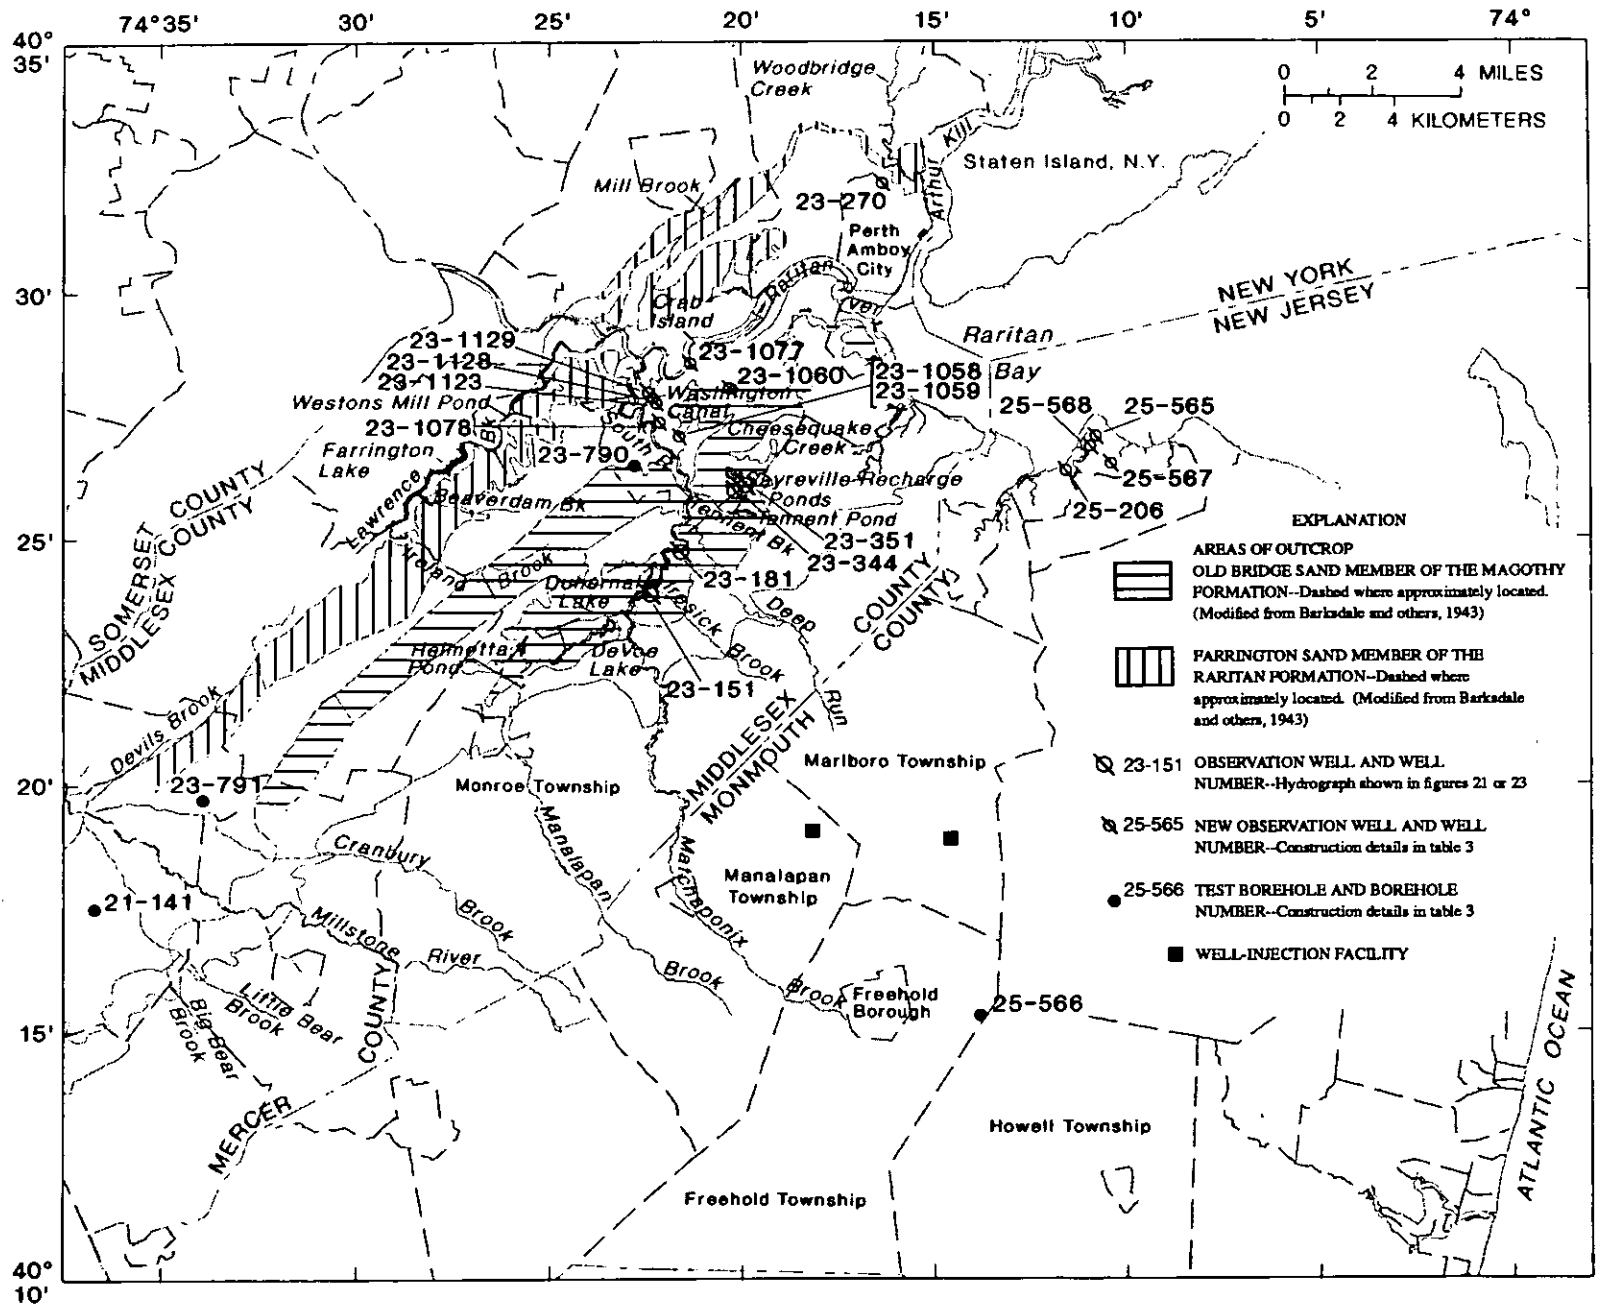 74°35'
30'
25'
20'
15'
10'
5'
74°
40°
35'
30'
25'
20'
15'
40°
10'
0 2 4 MILES
0 2 4 KILOMETERS
Woodbridge
Creek
Arthur Kill
Staten Island, N.Y.
Mill Brook
23-270
Perth
Amboy
City
Raritan
NEW YORK
NEW JERSEY
Crab
Island
Raritan
Bay
23-1129
23-1128
23-1123
Westons Mill Pond
23-1078
23-1077
23-1060
23-1058
23-1059
Washington
Canal
South
Cheesequake
Creek
25-568
25-565
25-567
25-206
Farrington
Lake
23-790
Lawrence
Bk
Beaverdam Bk
Sayreville Recharge
Ponds
Tennent Pond
Tennent Bk
23-351
23-344
23-181
SOMERSET COUNTY
MIDDLESEX COUNTY
Ireland Brook
Duhernal
Lake
Iresick
Brook
Deep
Run
Helmetta
Pond
DeVoe
Lake
23-151
MIDDLESEX COUNTY
MONMOUTH COUNTY
Devils Brook
23-791
Monroe Township
Marlboro Township
Manalapan
Township
Cranbury
Brook
Manalapan
Brook
Matchaponix
Brook
21-141
Millstone
River
Little Bear
Brook
Big Bear
Brook
MERCER COUNTY
Freehold
Borough
25-566
Howell Township
Freehold Township
ATLANTIC OCEAN
EXPLANATION
AREAS OF OUTCROP
OLD BRIDGE SAND MEMBER OF THE MAGOTHY
FORMATION--Dashed where approximately located.
(Modified from Barksdale and others, 1943)
FARRINGTON SAND MEMBER OF THE
RARITAN FORMATION--Dashed where
approximately located. (Modified from Barksdale
and others, 1943)
23-151 OBSERVATION WELL AND WELL
NUMBER--Hydrograph shown in figures 21 or 23
25-565 NEW OBSERVATION WELL AND WELL
NUMBER--Construction details in table 3
25-566 TEST BOREHOLE AND BOREHOLE
NUMBER--Construction details in table 3
WELL-INJECTION FACILITY